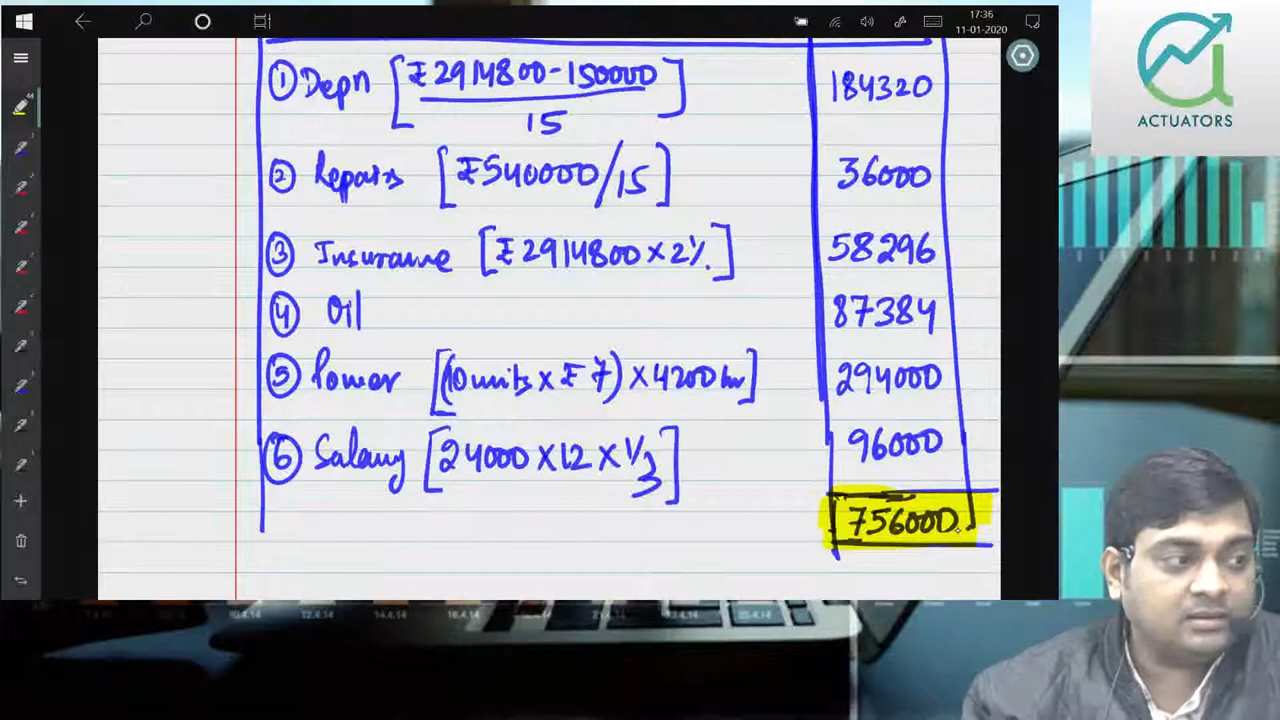 17:36
11-01-2020
① Depn [₹2914800-150000 / 15] 184320
② Repairs [₹540000/15] 36000
③ Insurance [₹2914800×2%.] 58296
④ Oil 87384
⑤ Power [(10 units × ₹7) × 4200 hr] 294000
⑥ Salary [24000×12×1/3] 96000
756000
ACTUATORS